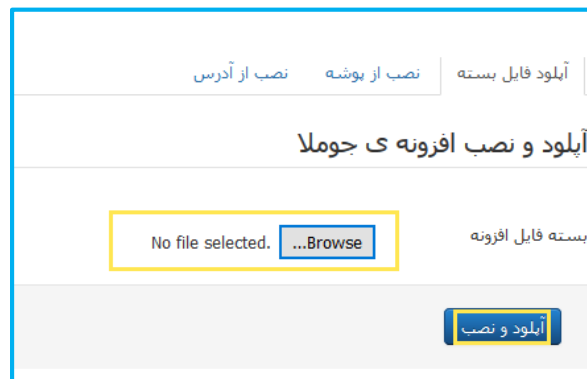 آپلود فایل بسته نصب از پوشه نصب از آدرس
آپلود و نصب افزونه ی جوملا
بسته فایل افزونه Browse... No file selected.
آپلود و نصب